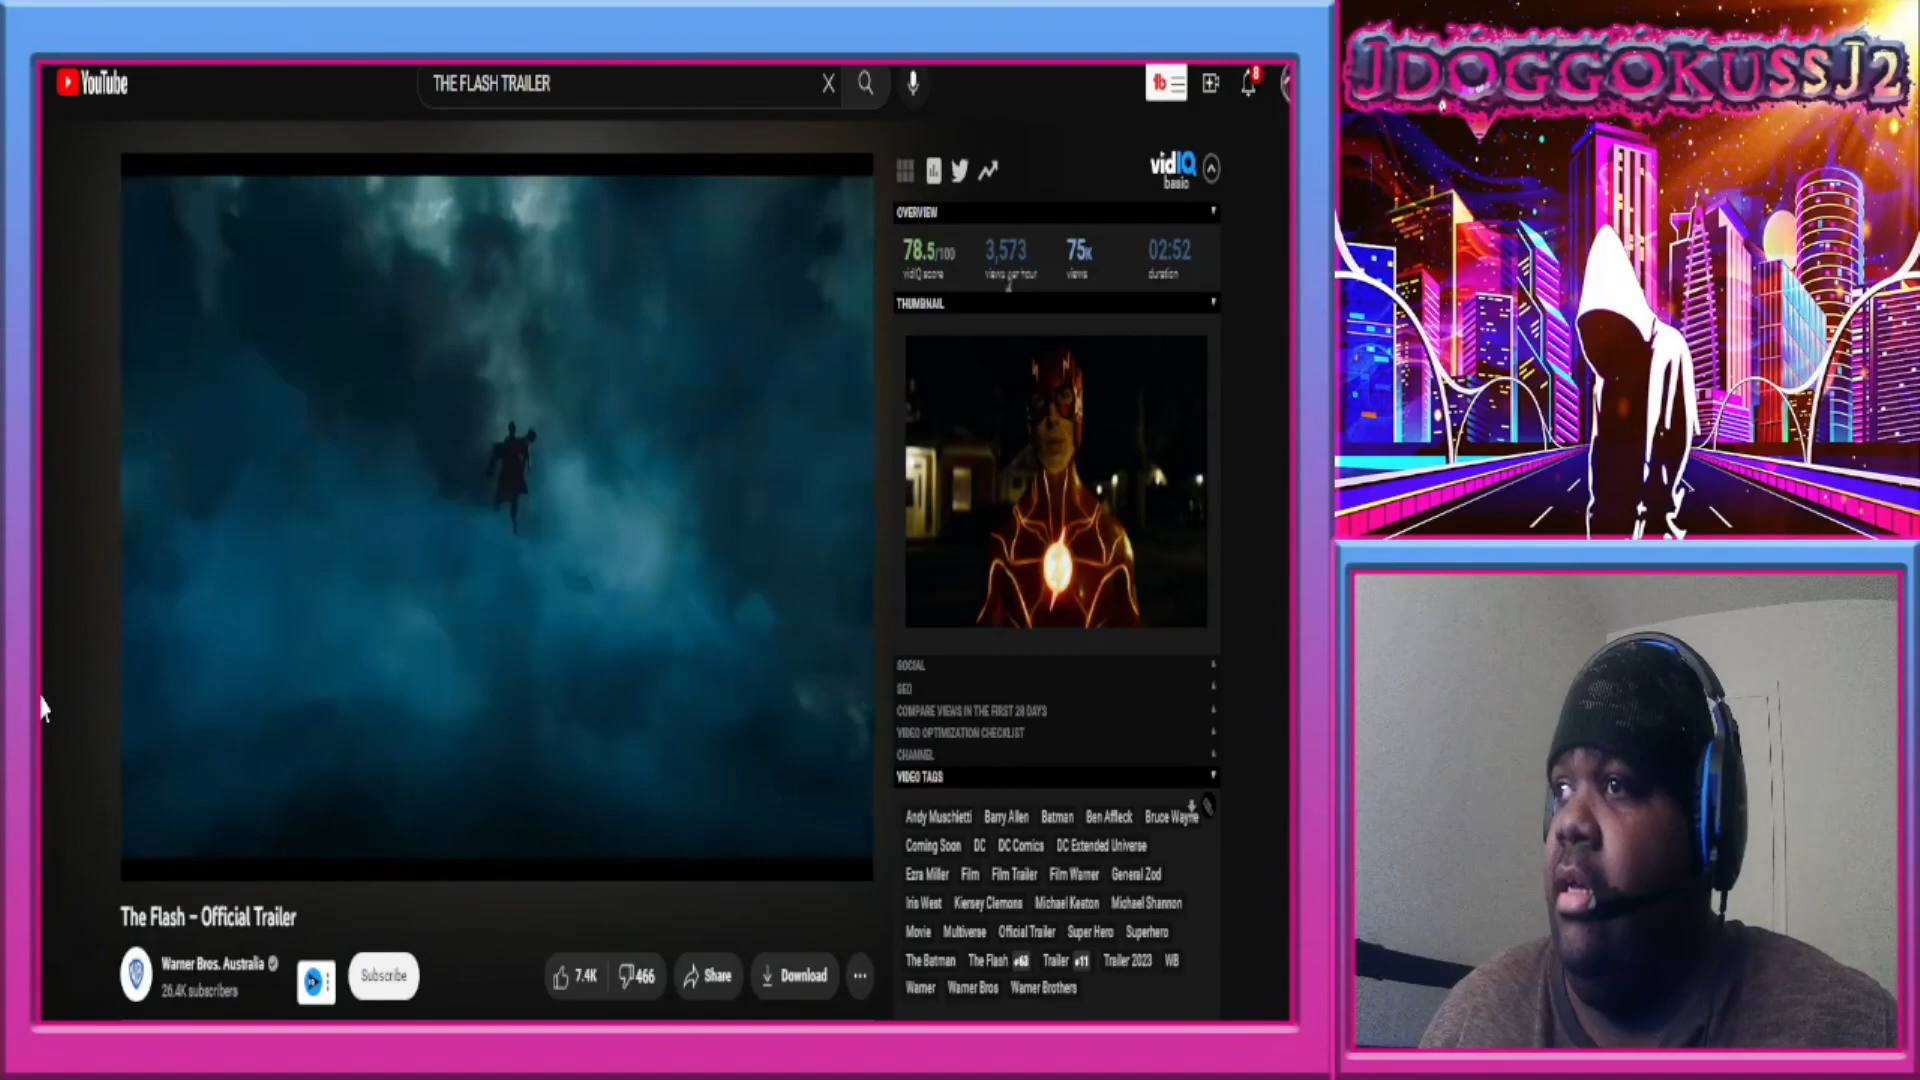 YouTube
THE FLASH TRAILER
8
JDOGGOKUSSJ2
vidIQ
basic
OVERVIEW
78.5/100
vidIQ score
3,573
views per hour
75K
views
02:52
duration
THUMBNAIL
SOCIAL
SEO
COMPARE VIEWS IN THE FIRST 28 DAYS
VIDEO OPTIMIZATION CHECKLIST
CHANNEL
VIDEO TAGS
Andy Muschietti Barry Allen Batman Ben Affleck Bruce Wayne
Coming Soon DC DC Comics DC Extended Universe
Ezra Miller Film Film Trailer Film Warner General Zod
Iris West Kiersey Clemons Michael Keaton Michael Shannon
Movie Multiverse Official Trailer Super Hero Superhero
The Batman The Flash #63 Trailer #11 Trailer 2023 WB
Warner Warner Bros Warner Brothers
The Flash – Official Trailer
Warner Bros. Australia
26.4K subscribers
Subscribe
7.4K
466
Share
Download